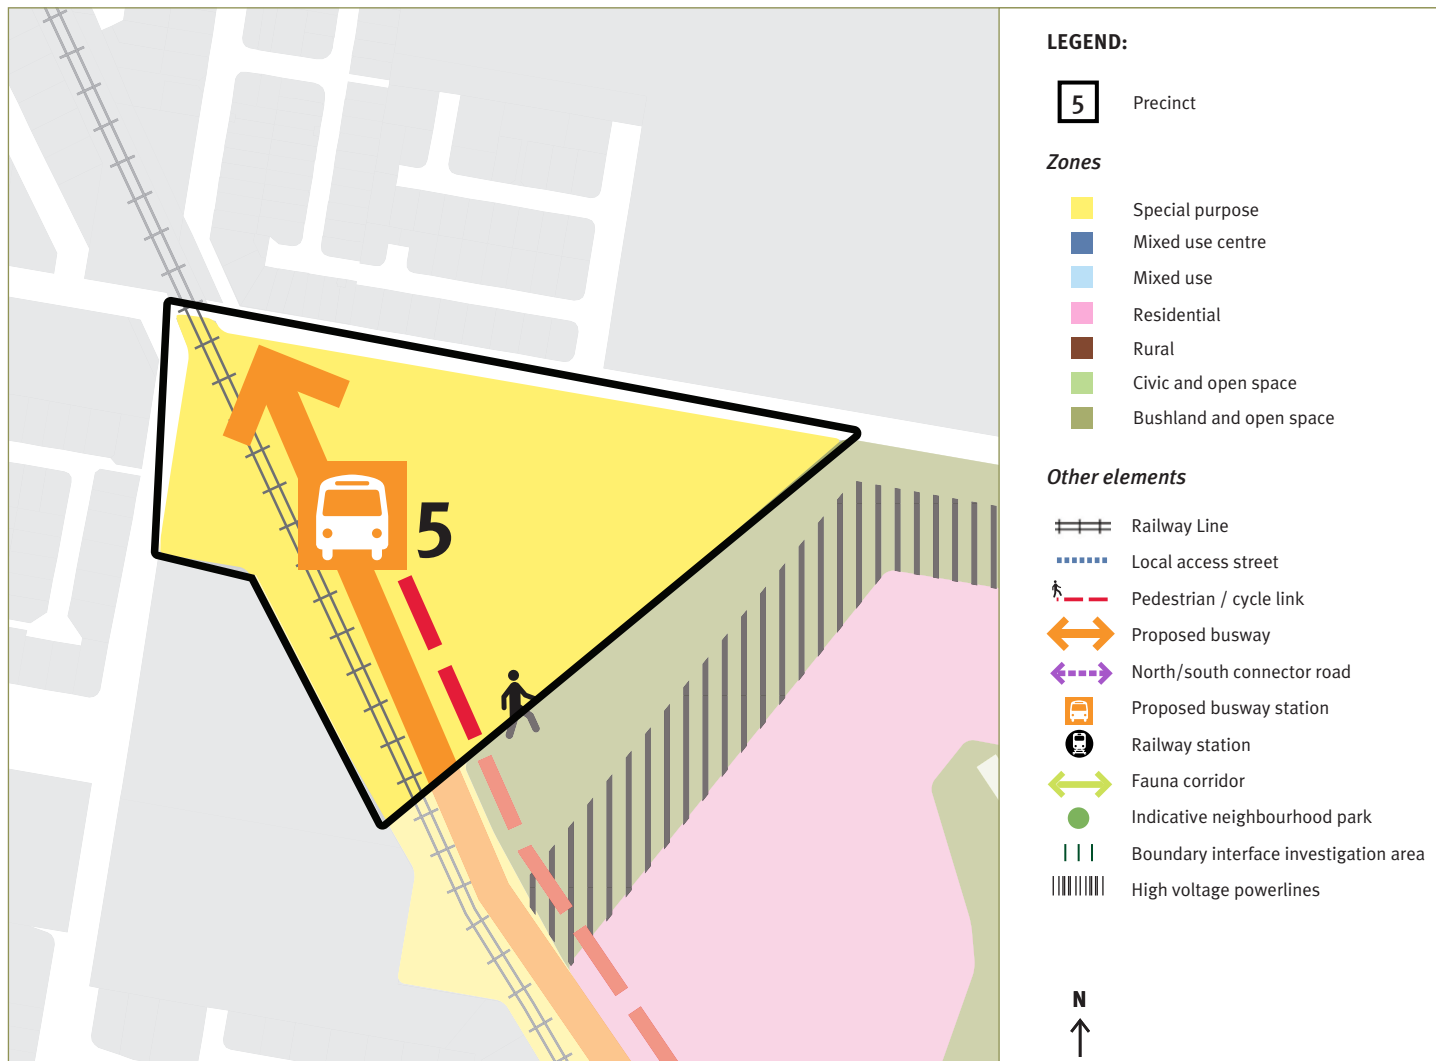 5
LEGEND:
5 Precinct
Zones
Special purpose
Mixed use centre
Mixed use
Residential
Rural
Civic and open space
Bushland and open space
Other elements
Railway Line
Local access street
Pedestrian / cycle link
Proposed busway
North/south connector road
Proposed busway station
Railway station
Fauna corridor
Indicative neighbourhood park
Boundary interface investigation area
High voltage powerlines
N